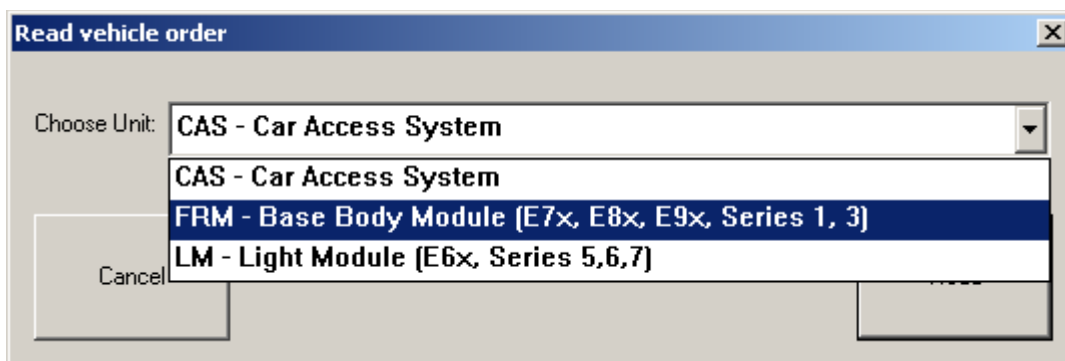 Read vehicle order
Choose Unit: CAS - Car Access System
CAS - Car Access System
FRM - Base Body Module (E7x, E8x, E9x, Series 1, 3)
LM - Light Module (E6x, Series 5,6,7)
Cancel